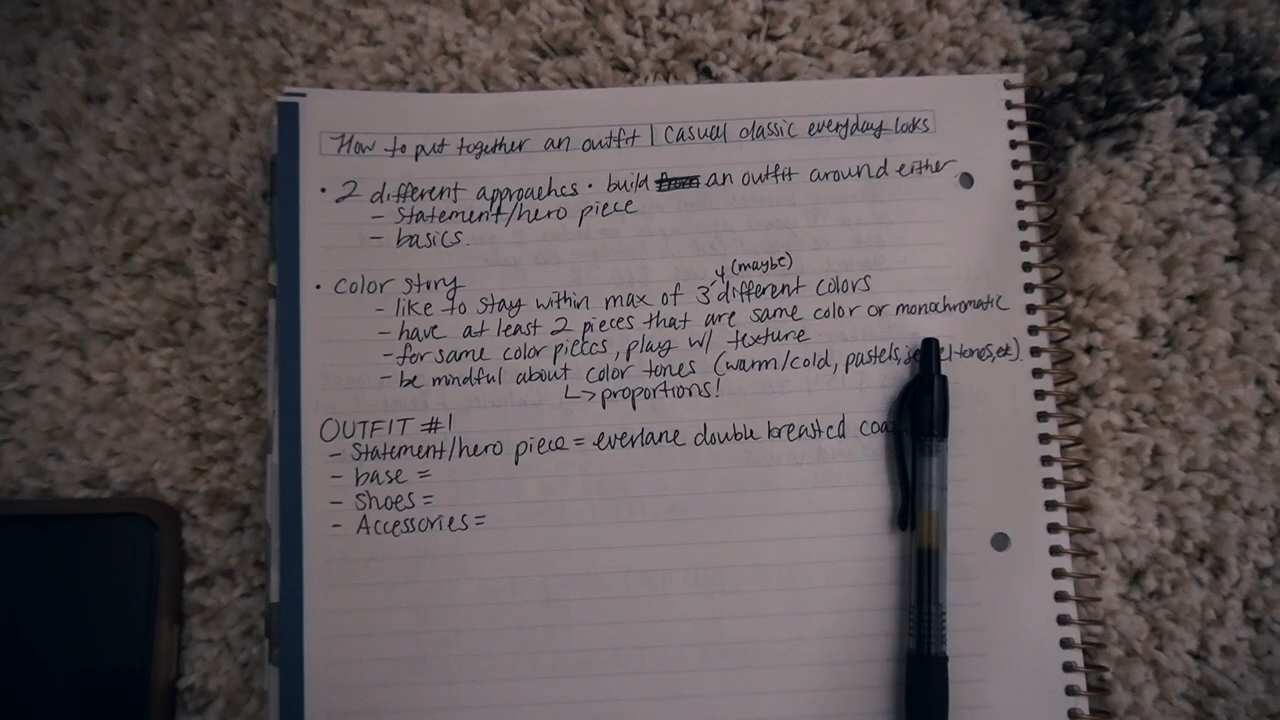 How to put together an outfit | Casual classic everyday looks
• 2 different approaches • build an outfit around either
- Statement/hero piece
- basics.
4 (maybe)
• color story
- like to stay within max of 3 different colors
- have at least 2 pieces that are same color or monochromatic
- for same color pieces, play w/ texture
- be mindful about color tones (warm/cold, pastels, tones, etc)
↳ proportions!
OUTFIT #1
- Statement/hero piece = everlane double breasted
- base =
- Shoes =
- Accessories =